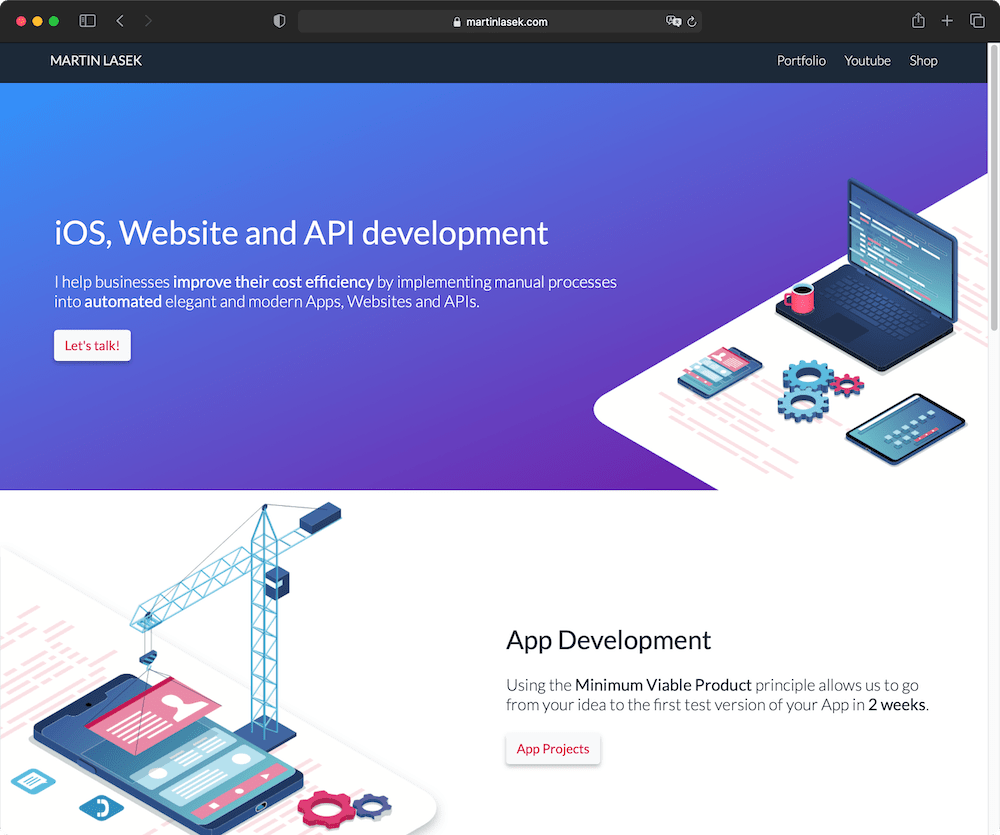 martinlasek.com
MARTIN LASEK
Portfolio
Youtube
Shop
iOS, Website and API development
I help businesses improve their cost efficiency by implementing manual processes
into automated elegant and modern Apps, Websites and APIs.
Let's talk!
App Development
Using the Minimum Viable Product principle allows us to go
from your idea to the first test version of your App in 2 weeks.
App Projects